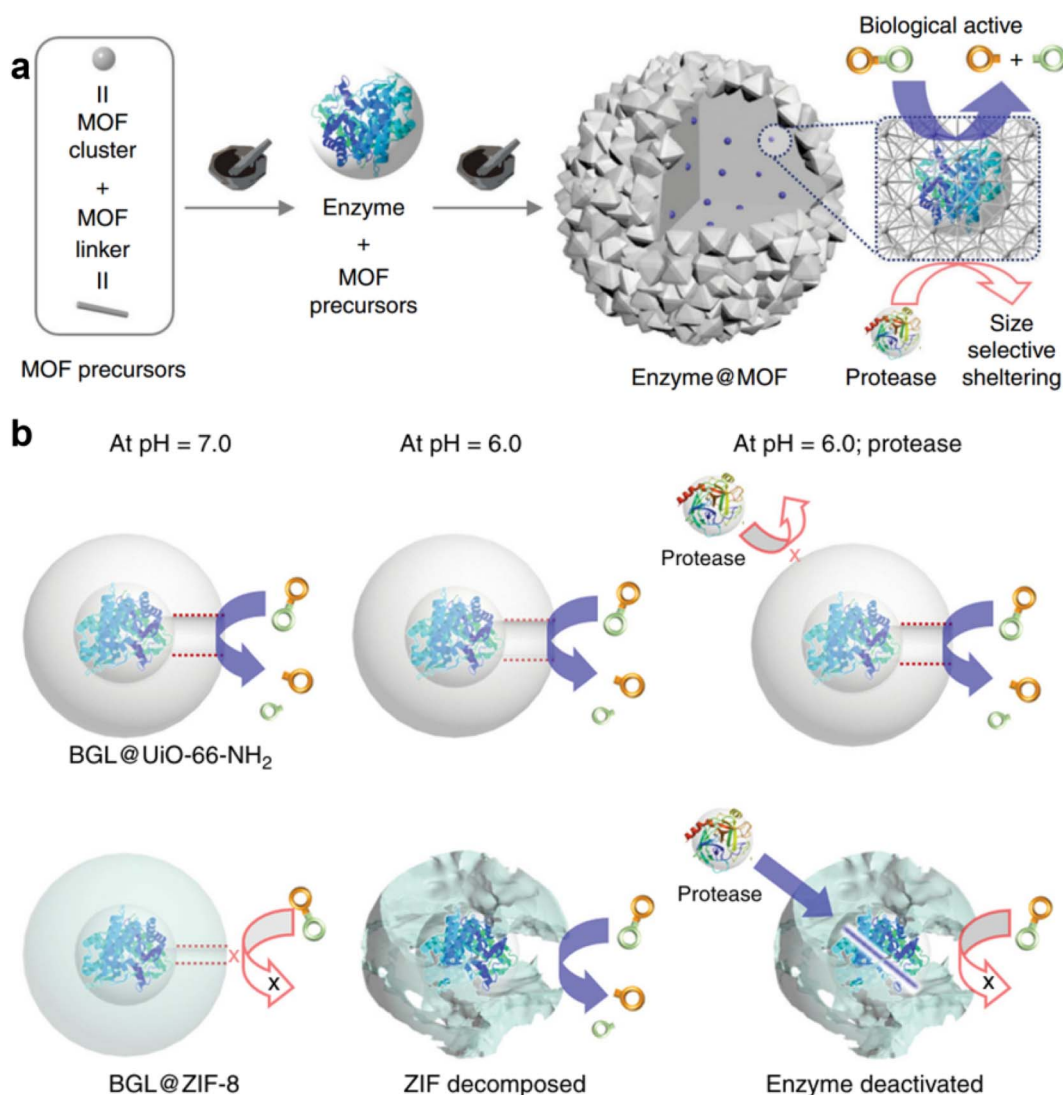 a
II
MOF
cluster
+
MOF
linker
II
MOF precursors
Enzyme
+
MOF
precursors
Enzyme@MOF
Biological active
+
Protease
Size
selective
sheltering
b
At pH = 7.0
At pH = 6.0
At pH = 6.0; protease
Protease
x
BGL@UiO-66-NH₂
Protease
x
x
x
BGL@ZIF-8
ZIF decomposed
Enzyme deactivated